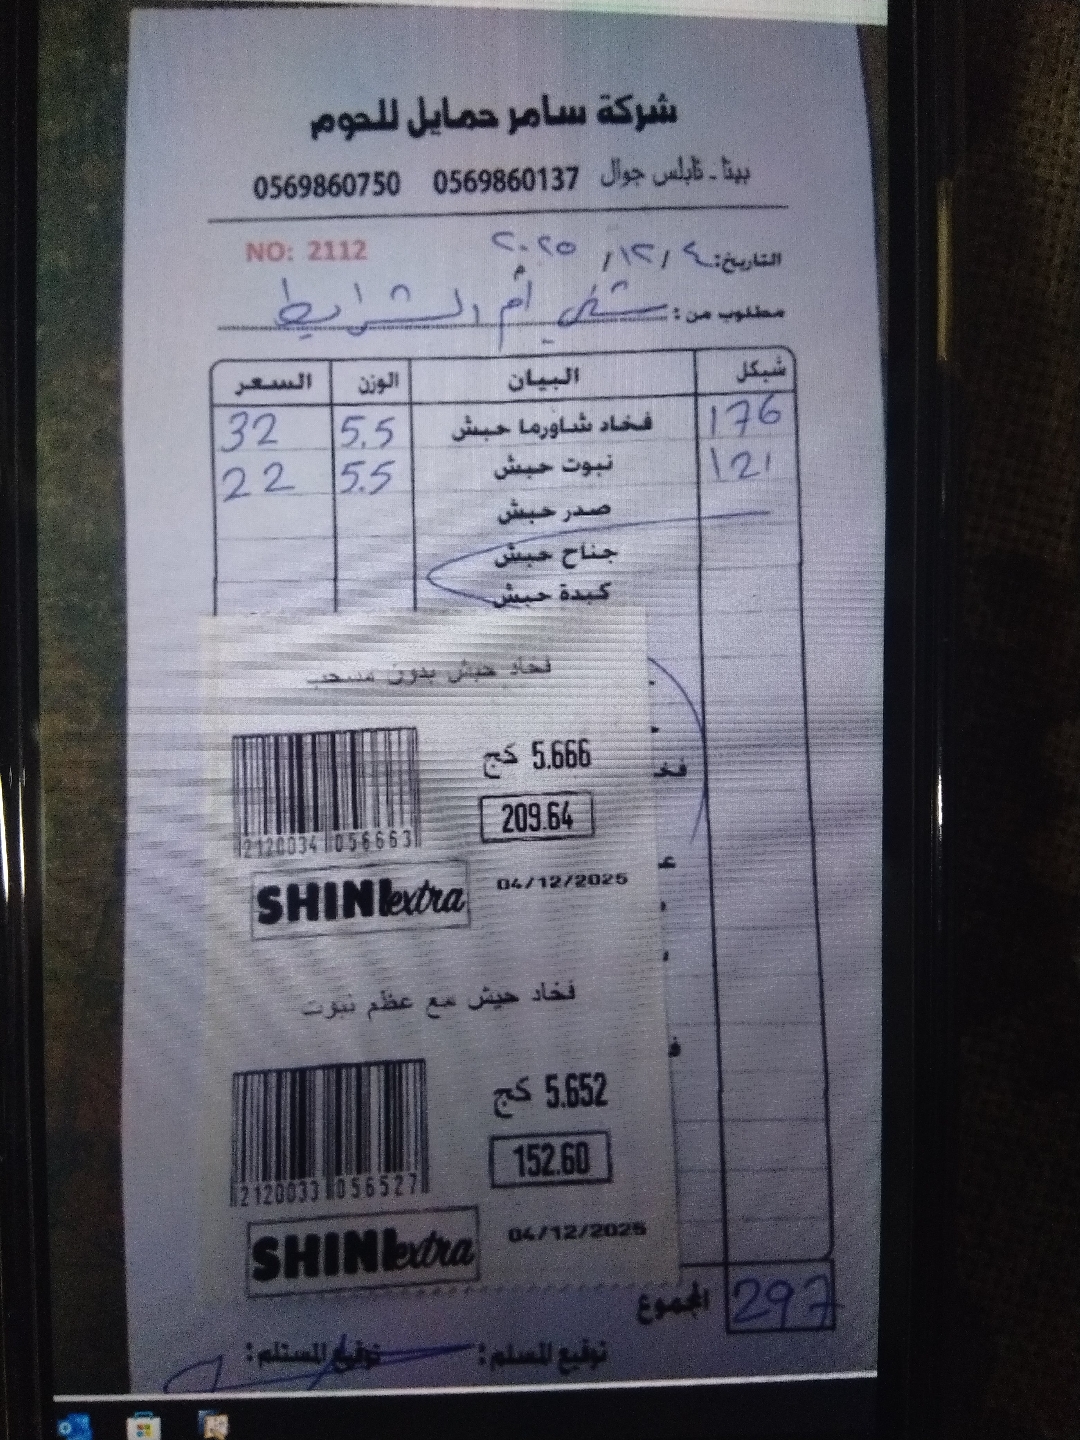 شركة سامر حمايل للحوم
بيتا - نابلس جوال 0569860137 0569860750
NO: 2112
التاريخ: ٤ / ١٢ / ٢٠٢٥
مطلوب من: أم الشرايط
شيكل البيان الوزن السعر
176 فخاد شاورما حبش 5.5 32
121 نبوت حبش 5.5 22
صدر حبش
جناح حبش
كبدة حبش
فخاد حبش بدون مسحب
5.666 كج
209.64
2120034 056663
SHINI extra
04/12/2025
فخاد حبش مع عظم نبوت
5.652 كج
152.60
2120033 056527
SHINI extra
04/12/2025
المجموع 297
توقيع المسلم: توقيع المستلم: